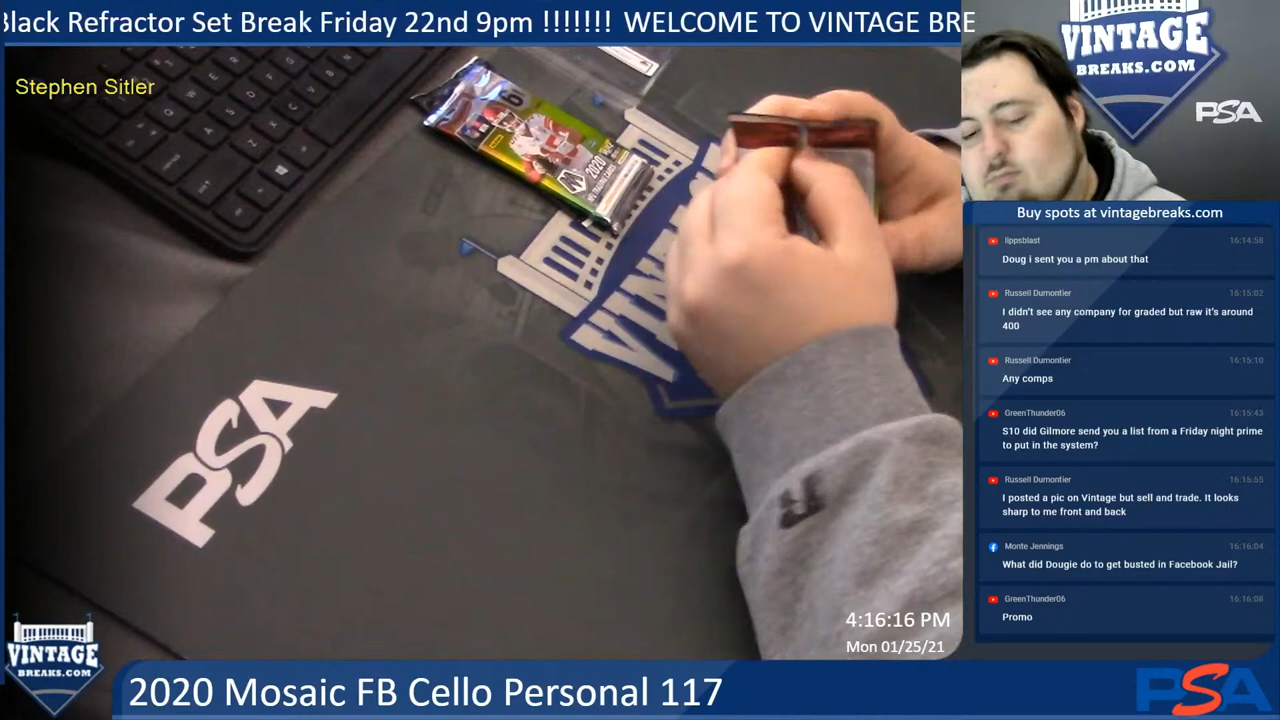 Black Refractor Set Break Friday 22nd 9pm !!!!!!! WELCOME TO VINTAGE BRE
Stephen Sitler
VINTAGE
BREAKS.COM
PSA
Buy spots at vintagebreaks.com
lippsblast 16:14:58
Doug i sent you a pm about that
Russell Dumontier 16:15:02
I didn't see any company for graded but raw it's around
400
Russell Dumontier 16:15:10
Any comps
GreenThunder06 16:15:43
S10 did Gilmore send you a list from a Friday night prime
to put in the system?
Russell Dumontier 16:15:55
I posted a pic on Vintage but sell and trade. It looks
sharp to me front and back
Monte Jennings 16:16:04
What did Dougie do to get busted in Facebook Jail?
GreenThunder06 16:16:08
Promo
2020
PSA
4:16:16 PM
Mon 01/25/21
VINTAGE
BREAKS.COM
2020 Mosaic FB Cello Personal 117
PSA